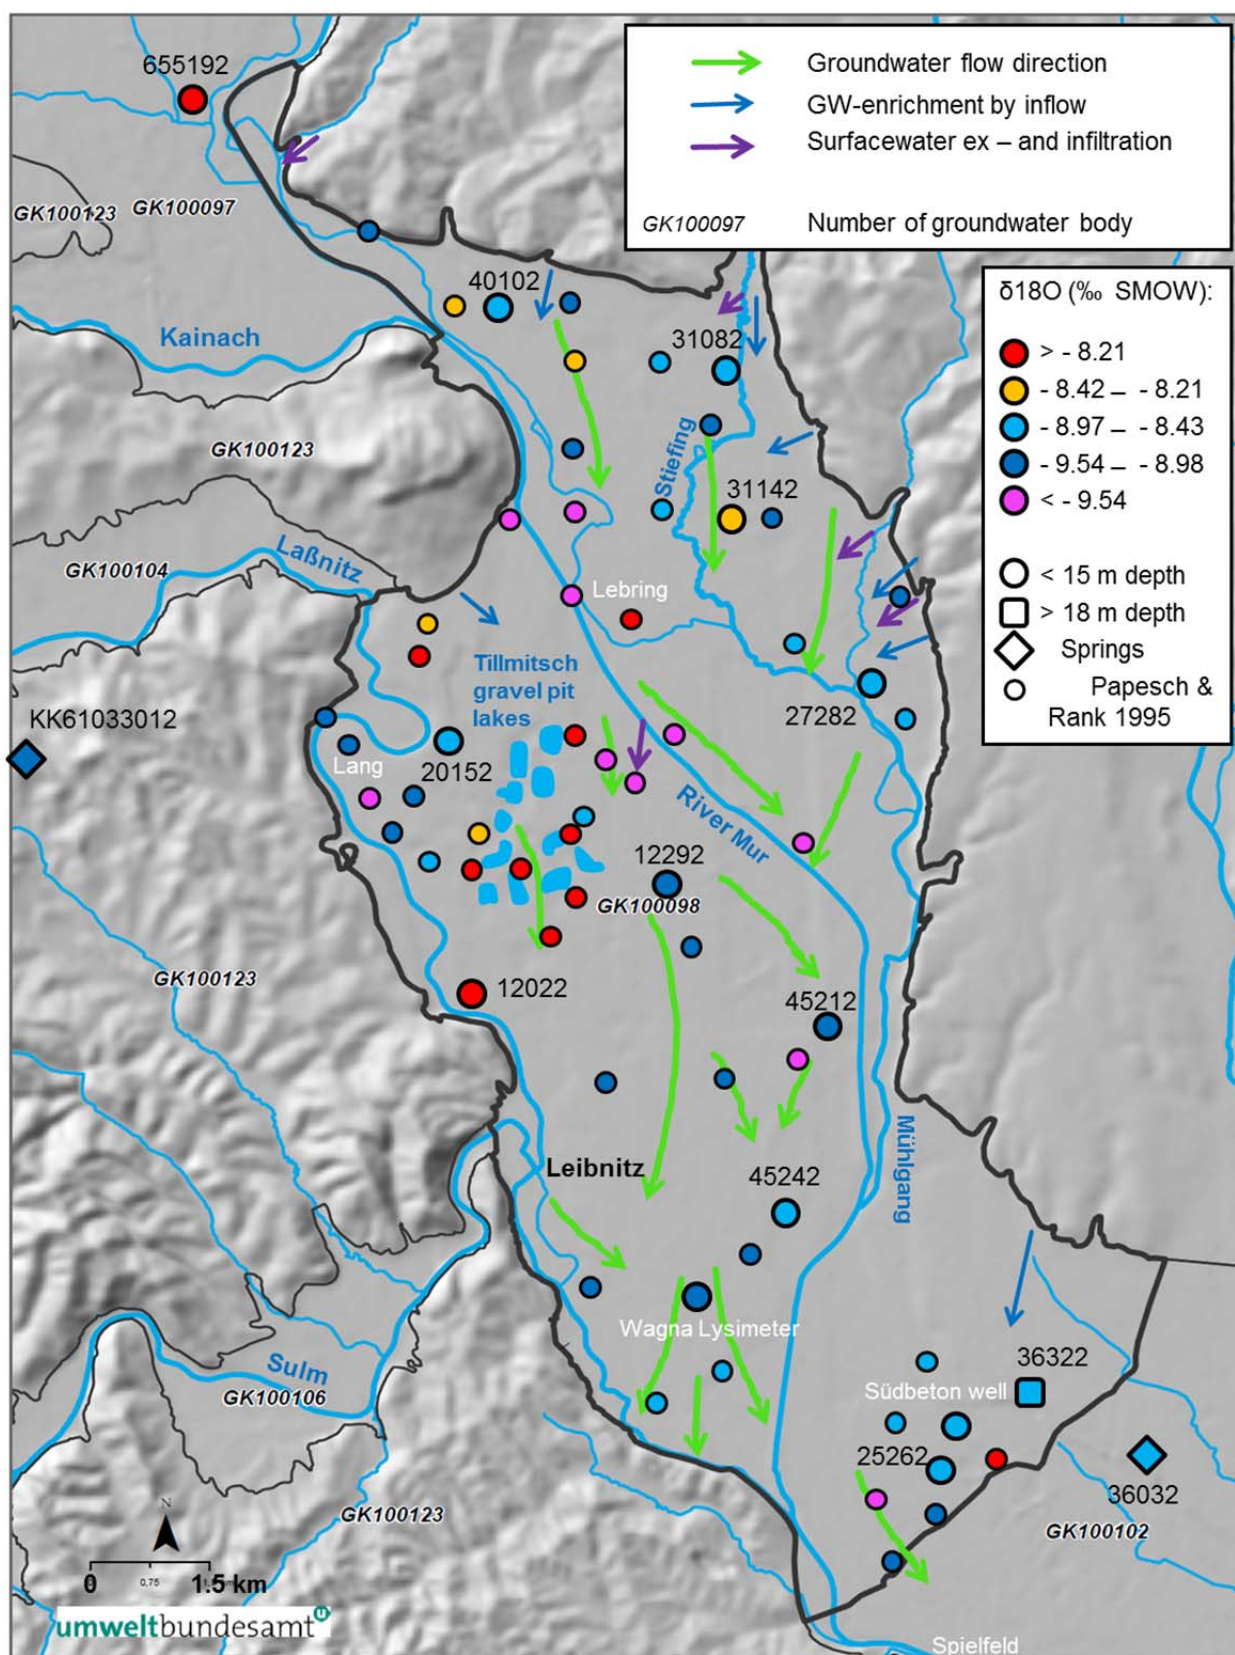 655192
Groundwater flow direction
GW-enrichment by inflow
Surfacewater ex – and infiltration
GK100097 Number of groundwater body
GK100123
GK100097
δ18O (‰ SMOW):
> - 8.21
- 8.42 – - 8.21
- 8.97 – - 8.43
- 9.54 – - 8.98
< - 9.54
< 15 m depth
> 18 m depth
Springs
Papesch &
Rank 1995
40102
Kainach
31082
GK100123
Stiefing
31142
Laßnitz
GK100104
Lebring
Tillmitsch
gravel pit
lakes
KK61033012
27282
Lang
20152
River Mur
12292
GK100098
GK100123
12022
45212
Mühlgang
Leibnitz
45242
Wagna Lysimeter
Sulm
GK100106
36322
Südbeton well
25262
36032
GK100102
N
GK100123
0 0,75 1.5 km
umweltbundesamt
Spielfeld